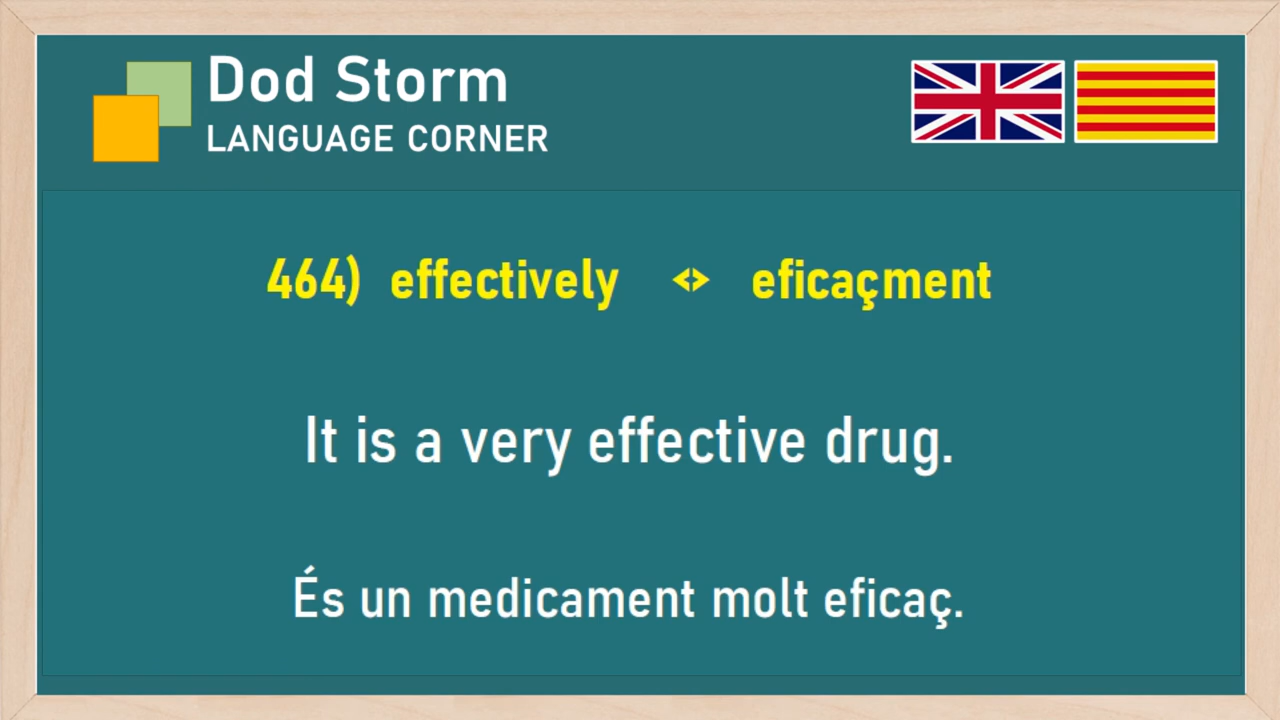 Dod Storm
LANGUAGE CORNER
464) effectively <> eficaçment
It is a very effective drug.
És un medicament molt eficaç.